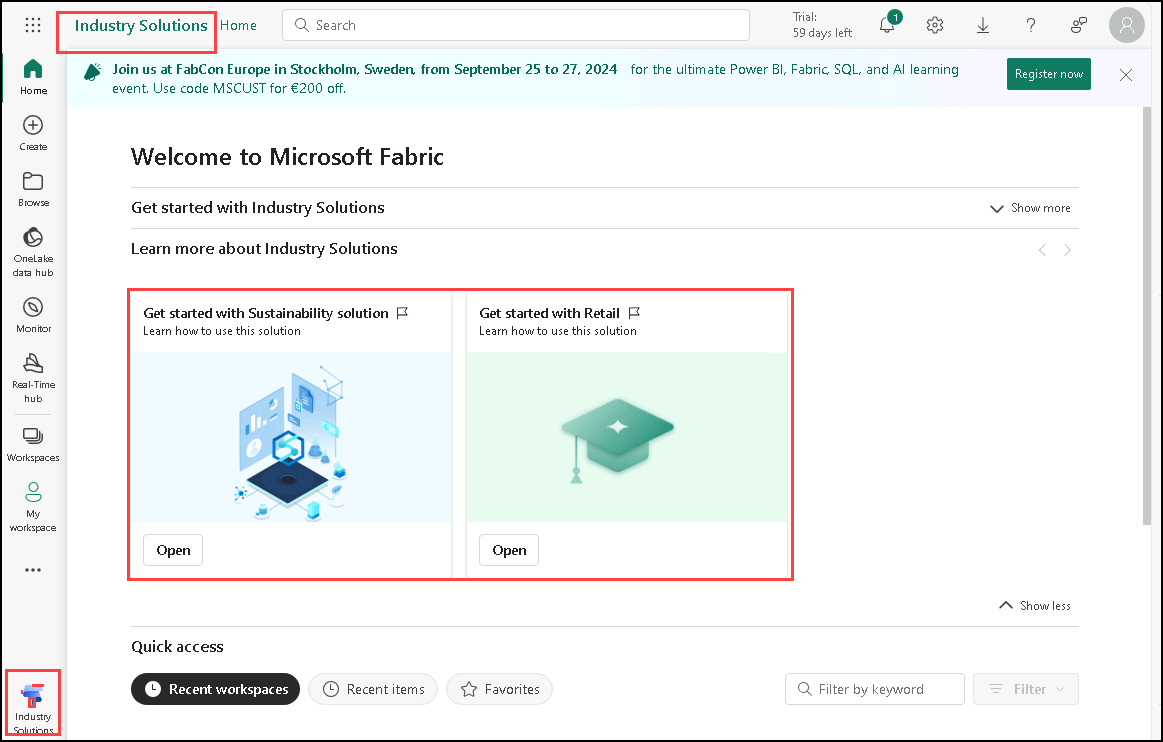 Industry Solutions Home
Search
Trial:
59 days left
1
Join us at FabCon Europe in Stockholm, Sweden, from September 25 to 27, 2024 for the ultimate Power BI, Fabric, SQL, and AI learning
event. Use code MSCUST for €200 off.
Register now
Home
Create
Browse
OneLake
data hub
Monitor
Real-Time
hub
Workspaces
My
workspace
Industry
Solutions
Welcome to Microsoft Fabric
Get started with Industry Solutions
Show more
Learn more about Industry Solutions
Get started with Sustainability solution
Learn how to use this solution
Open
Get started with Retail
Learn how to use this solution
Open
Show less
Quick access
Recent workspaces
Recent items
Favorites
Filter by keyword
Filter